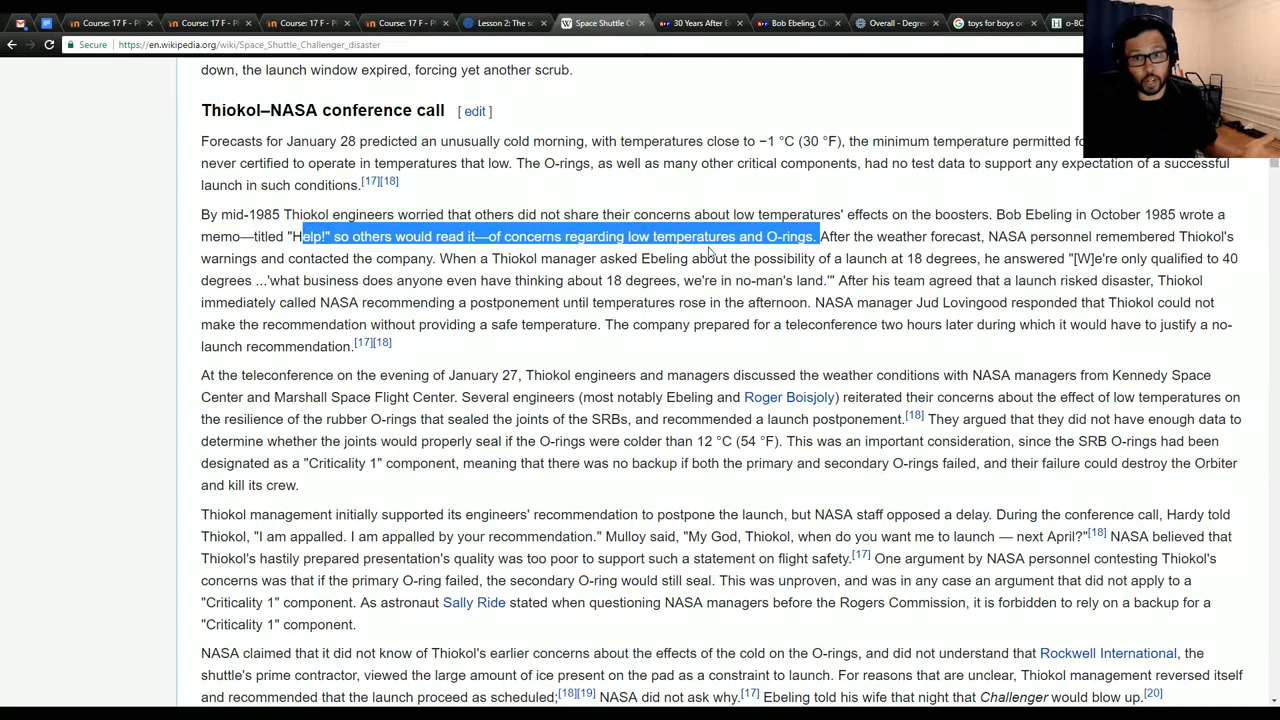 Course: 17 F - P
Course: 17 F - Pl
Course: 17 F - P
Course: 17 F - P
Lesson 2: The s
Space Shuttle C
30 Years After E
Bob Ebeling, Ch
Overall - Degre
toys for boys or
o-BO
Secure https://en.wikipedia.org/wiki/Space_Shuttle_Challenger_disaster
down, the launch window expired, forcing yet another scrub.
Thiokol–NASA conference call [ edit ]
Forecasts for January 28 predicted an unusually cold morning, with temperatures close to −1 °C (30 °F), the minimum temperature permitted fo
never certified to operate in temperatures that low. The O-rings, as well as many other critical components, had no test data to support any expectation of a successful
launch in such conditions.[17][18]
By mid-1985 Thiokol engineers worried that others did not share their concerns about low temperatures' effects on the boosters. Bob Ebeling in October 1985 wrote a
memo—titled "Help!" so others would read it—of concerns regarding low temperatures and O-rings. After the weather forecast, NASA personnel remembered Thiokol's
warnings and contacted the company. When a Thiokol manager asked Ebeling about the possibility of a launch at 18 degrees, he answered "[W]e're only qualified to 40
degrees ...'what business does anyone even have thinking about 18 degrees, we're in no-man's land.'" After his team agreed that a launch risked disaster, Thiokol
immediately called NASA recommending a postponement until temperatures rose in the afternoon. NASA manager Jud Lovingood responded that Thiokol could not
make the recommendation without providing a safe temperature. The company prepared for a teleconference two hours later during which it would have to justify a no-
launch recommendation.[17][18]
At the teleconference on the evening of January 27, Thiokol engineers and managers discussed the weather conditions with NASA managers from Kennedy Space
Center and Marshall Space Flight Center. Several engineers (most notably Ebeling and Roger Boisjoly) reiterated their concerns about the effect of low temperatures on
the resilience of the rubber O-rings that sealed the joints of the SRBs, and recommended a launch postponement.[18] They argued that they did not have enough data to
determine whether the joints would properly seal if the O-rings were colder than 12 °C (54 °F). This was an important consideration, since the SRB O-rings had been
designated as a "Criticality 1" component, meaning that there was no backup if both the primary and secondary O-rings failed, and their failure could destroy the Orbiter
and kill its crew.
Thiokol management initially supported its engineers' recommendation to postpone the launch, but NASA staff opposed a delay. During the conference call, Hardy told
Thiokol, "I am appalled. I am appalled by your recommendation." Mulloy said, "My God, Thiokol, when do you want me to launch — next April?"[18] NASA believed that
Thiokol's hastily prepared presentation's quality was too poor to support such a statement on flight safety.[17] One argument by NASA personnel contesting Thiokol's
concerns was that if the primary O-ring failed, the secondary O-ring would still seal. This was unproven, and was in any case an argument that did not apply to a
"Criticality 1" component. As astronaut Sally Ride stated when questioning NASA managers before the Rogers Commission, it is forbidden to rely on a backup for a
"Criticality 1" component.
NASA claimed that it did not know of Thiokol's earlier concerns about the effects of the cold on the O-rings, and did not understand that Rockwell International, the
shuttle's prime contractor, viewed the large amount of ice present on the pad as a constraint to launch. For reasons that are unclear, Thiokol management reversed itself
and recommended that the launch proceed as scheduled;[18][19] NASA did not ask why.[17] Ebeling told his wife that night that Challenger would blow up.[20]